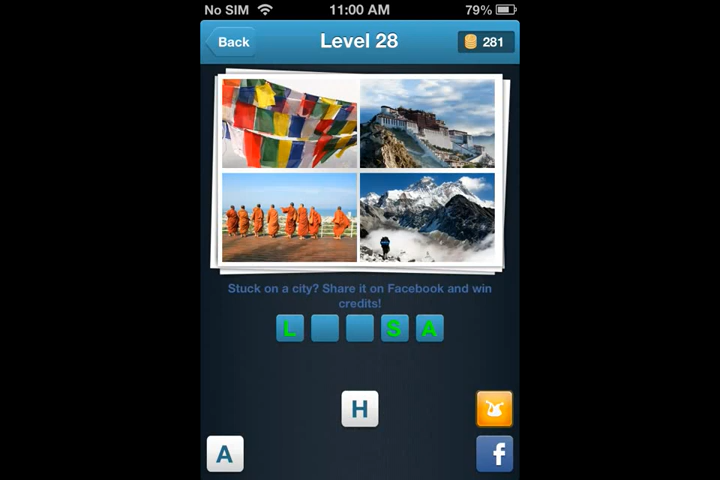 No SIM 11:00 AM 79%
Back Level 28 281
Stuck on a city? Share it on Facebook and win
credits!
L S A
H
A f